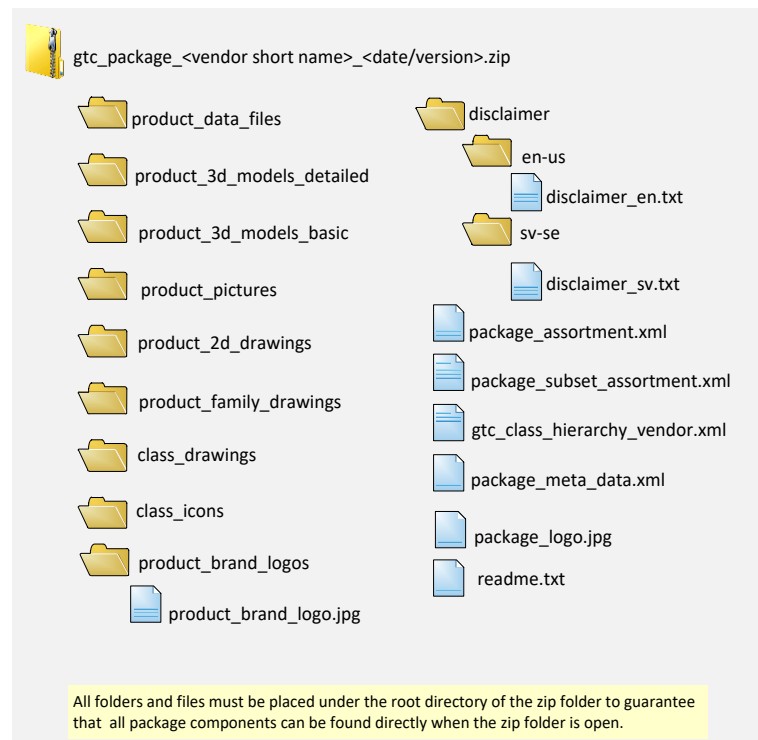 gtc_package_<vendor short name>_<date/version>.zip
product_data_files
product_3d_models_detailed
product_3d_models_basic
product_pictures
product_2d_drawings
product_family_drawings
class_drawings
class_icons
product_brand_logos
product_brand_logo.jpg
disclaimer
en-us
disclaimer_en.txt
sv-se
disclaimer_sv.txt
package_assortment.xml
package_subset_assortment.xml
gtc_class_hierarchy_vendor.xml
package_meta_data.xml
package_logo.jpg
readme.txt
All folders and files must be placed under the root directory of the zip folder to guarantee
that all package components can be found directly when the zip folder is open.